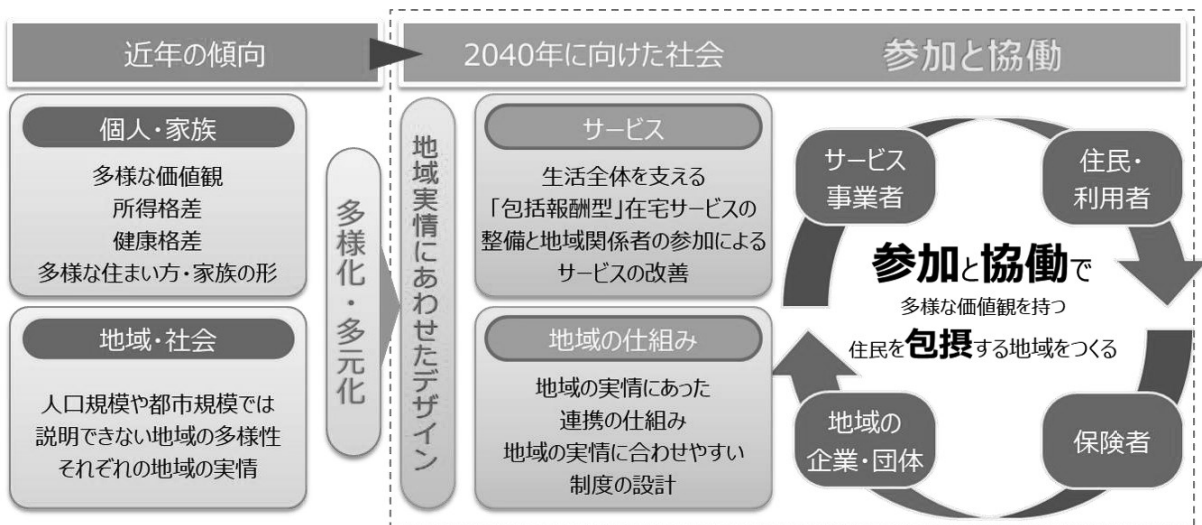 近年の傾向
2040年に向けた社会
参加と協働
個人・家族
多様な価値観
所得格差
健康格差
多様な住まい方・家族の形
地域・社会
人口規模や都市規模では
説明できない地域の多様性
それぞれの地域の実情
多様化・多元化
地域実情にあわせたデザイン
サービス
生活全体を支える
「包括報酬型」在宅サービスの
整備と地域関係者の参加による
サービスの改善
地域の仕組み
地域の実情にあった
連携の仕組み
地域の実情に合わせやすい
制度の設計
サービス
事業者
住民・
利用者
参加と協働で
多様な価値観を持つ
住民を包摂する地域をつくる
地域の
企業・団体
保険者